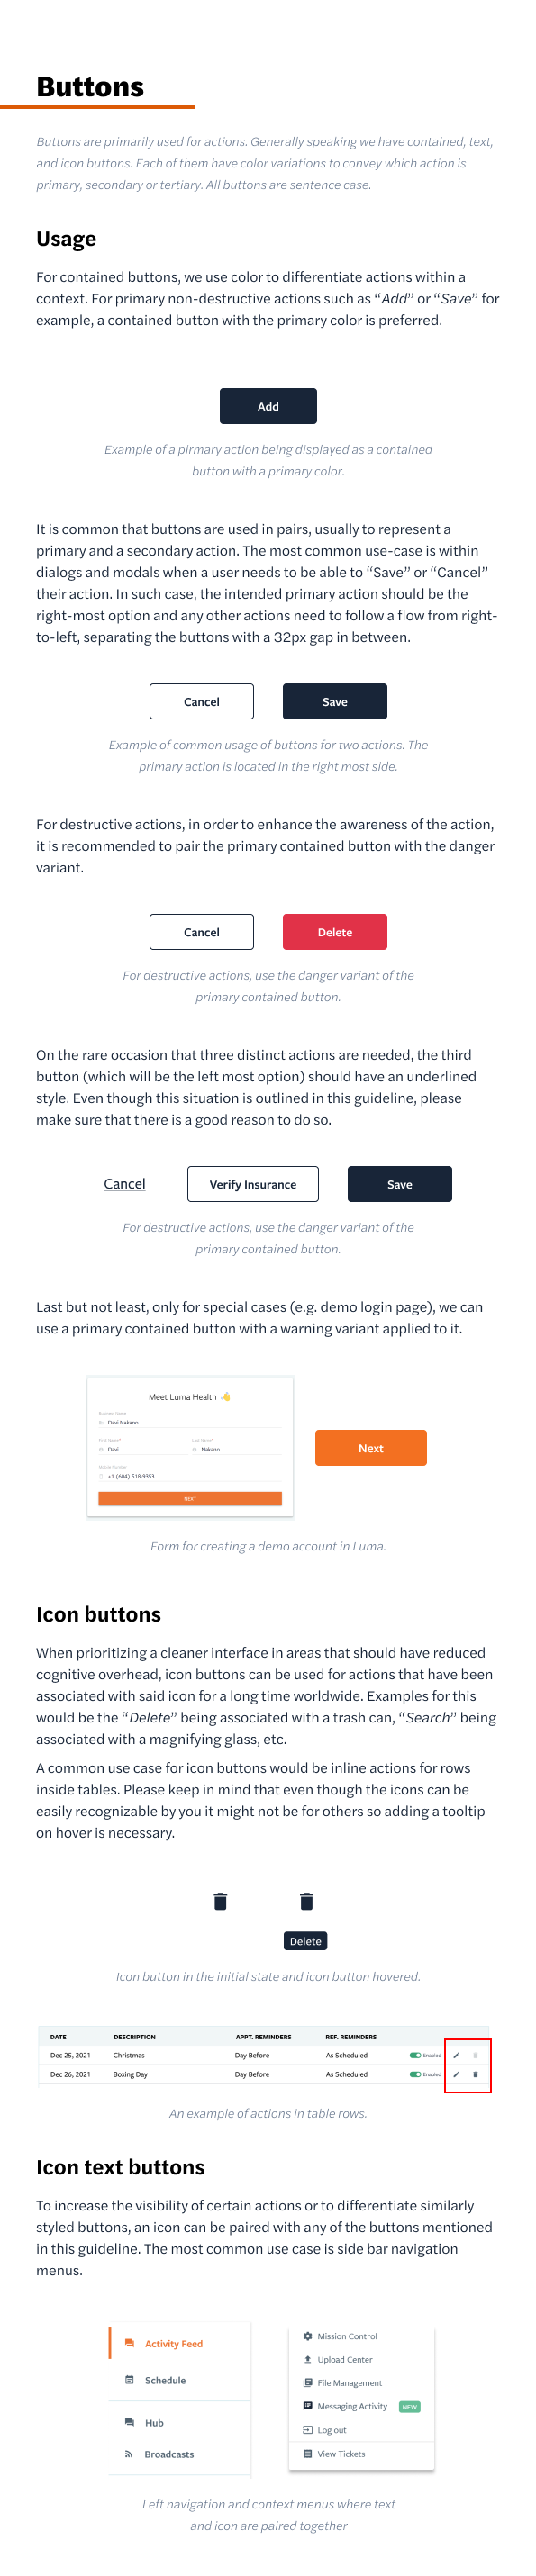 Buttons
Buttons are primarily used for actions. Generally speaking we have contained, text,
and icon buttons. Each of them have color variations to convey which action is
primary, secondary or tertiary. All buttons are sentence case.
Usage
For contained buttons, we use color to differentiate actions within a
context. For primary non-destructive actions such as “Add” or “Save” for
example, a contained button with the primary color is preferred.
Add
Example of a pirmary action being displayed as a contained
button with a primary color.
It is common that buttons are used in pairs, usually to represent a
primary and a secondary action. The most common use-case is within
dialogs and modals when a user needs to be able to “Save” or “Cancel”
their action. In such case, the intended primary action should be the
right-most option and any other actions need to follow a flow from right-
to-left, separating the buttons with a 32px gap in between.
Cancel Save
Example of common usage of buttons for two actions. The
primary action is located in the right most side.
For destructive actions, in order to enhance the awareness of the action,
it is recommended to pair the primary contained button with the danger
variant.
Cancel Delete
For destructive actions, use the danger variant of the
primary contained button.
On the rare occasion that three distinct actions are needed, the third
button (which will be the left most option) should have an underlined
style. Even though this situation is outlined in this guideline, please
make sure that there is a good reason to do so.
Cancel Verify Insurance Save
For destructive actions, use the danger variant of the
primary contained button.
Last but not least, only for special cases (e.g. demo login page), we can
use a primary contained button with a warning variant applied to it.
Meet Luma Health 👋
Business Name
Davi Nakano
First Name* Last Name*
Davi Nakano
Mobile Number
+1 (604) 518-9353
NEXT
Next
Form for creating a demo account in Luma.
Icon buttons
When prioritizing a cleaner interface in areas that should have reduced
cognitive overhead, icon buttons can be used for actions that have been
associated with said icon for a long time worldwide. Examples for this
would be the “Delete” being associated with a trash can, “Search” being
associated with a magnifying glass, etc.
A common use case for icon buttons would be inline actions for rows
inside tables. Please keep in mind that even though the icons can be
easily recognizable by you it might not be for others so adding a tooltip
on hover is necessary.
Delete
Icon button in the initial state and icon button hovered.
DATE DESCRIPTION APPT. REMINDERS REF. REMINDERS
Dec 25, 2021 Christmas Day Before As Scheduled Enabled
Dec 26, 2021 Boxing Day Day Before As Scheduled Enabled
An example of actions in table rows.
Icon text buttons
To increase the visibility of certain actions or to differentiate similarly
styled buttons, an icon can be paired with any of the buttons mentioned
in this guideline. The most common use case is side bar navigation
menus.
Activity Feed
Schedule
Hub
Broadcasts
Mission Control
Upload Center
File Management
Messaging Activity NEW
Log out
View Tickets
Left navigation and context menus where text
and icon are paired together